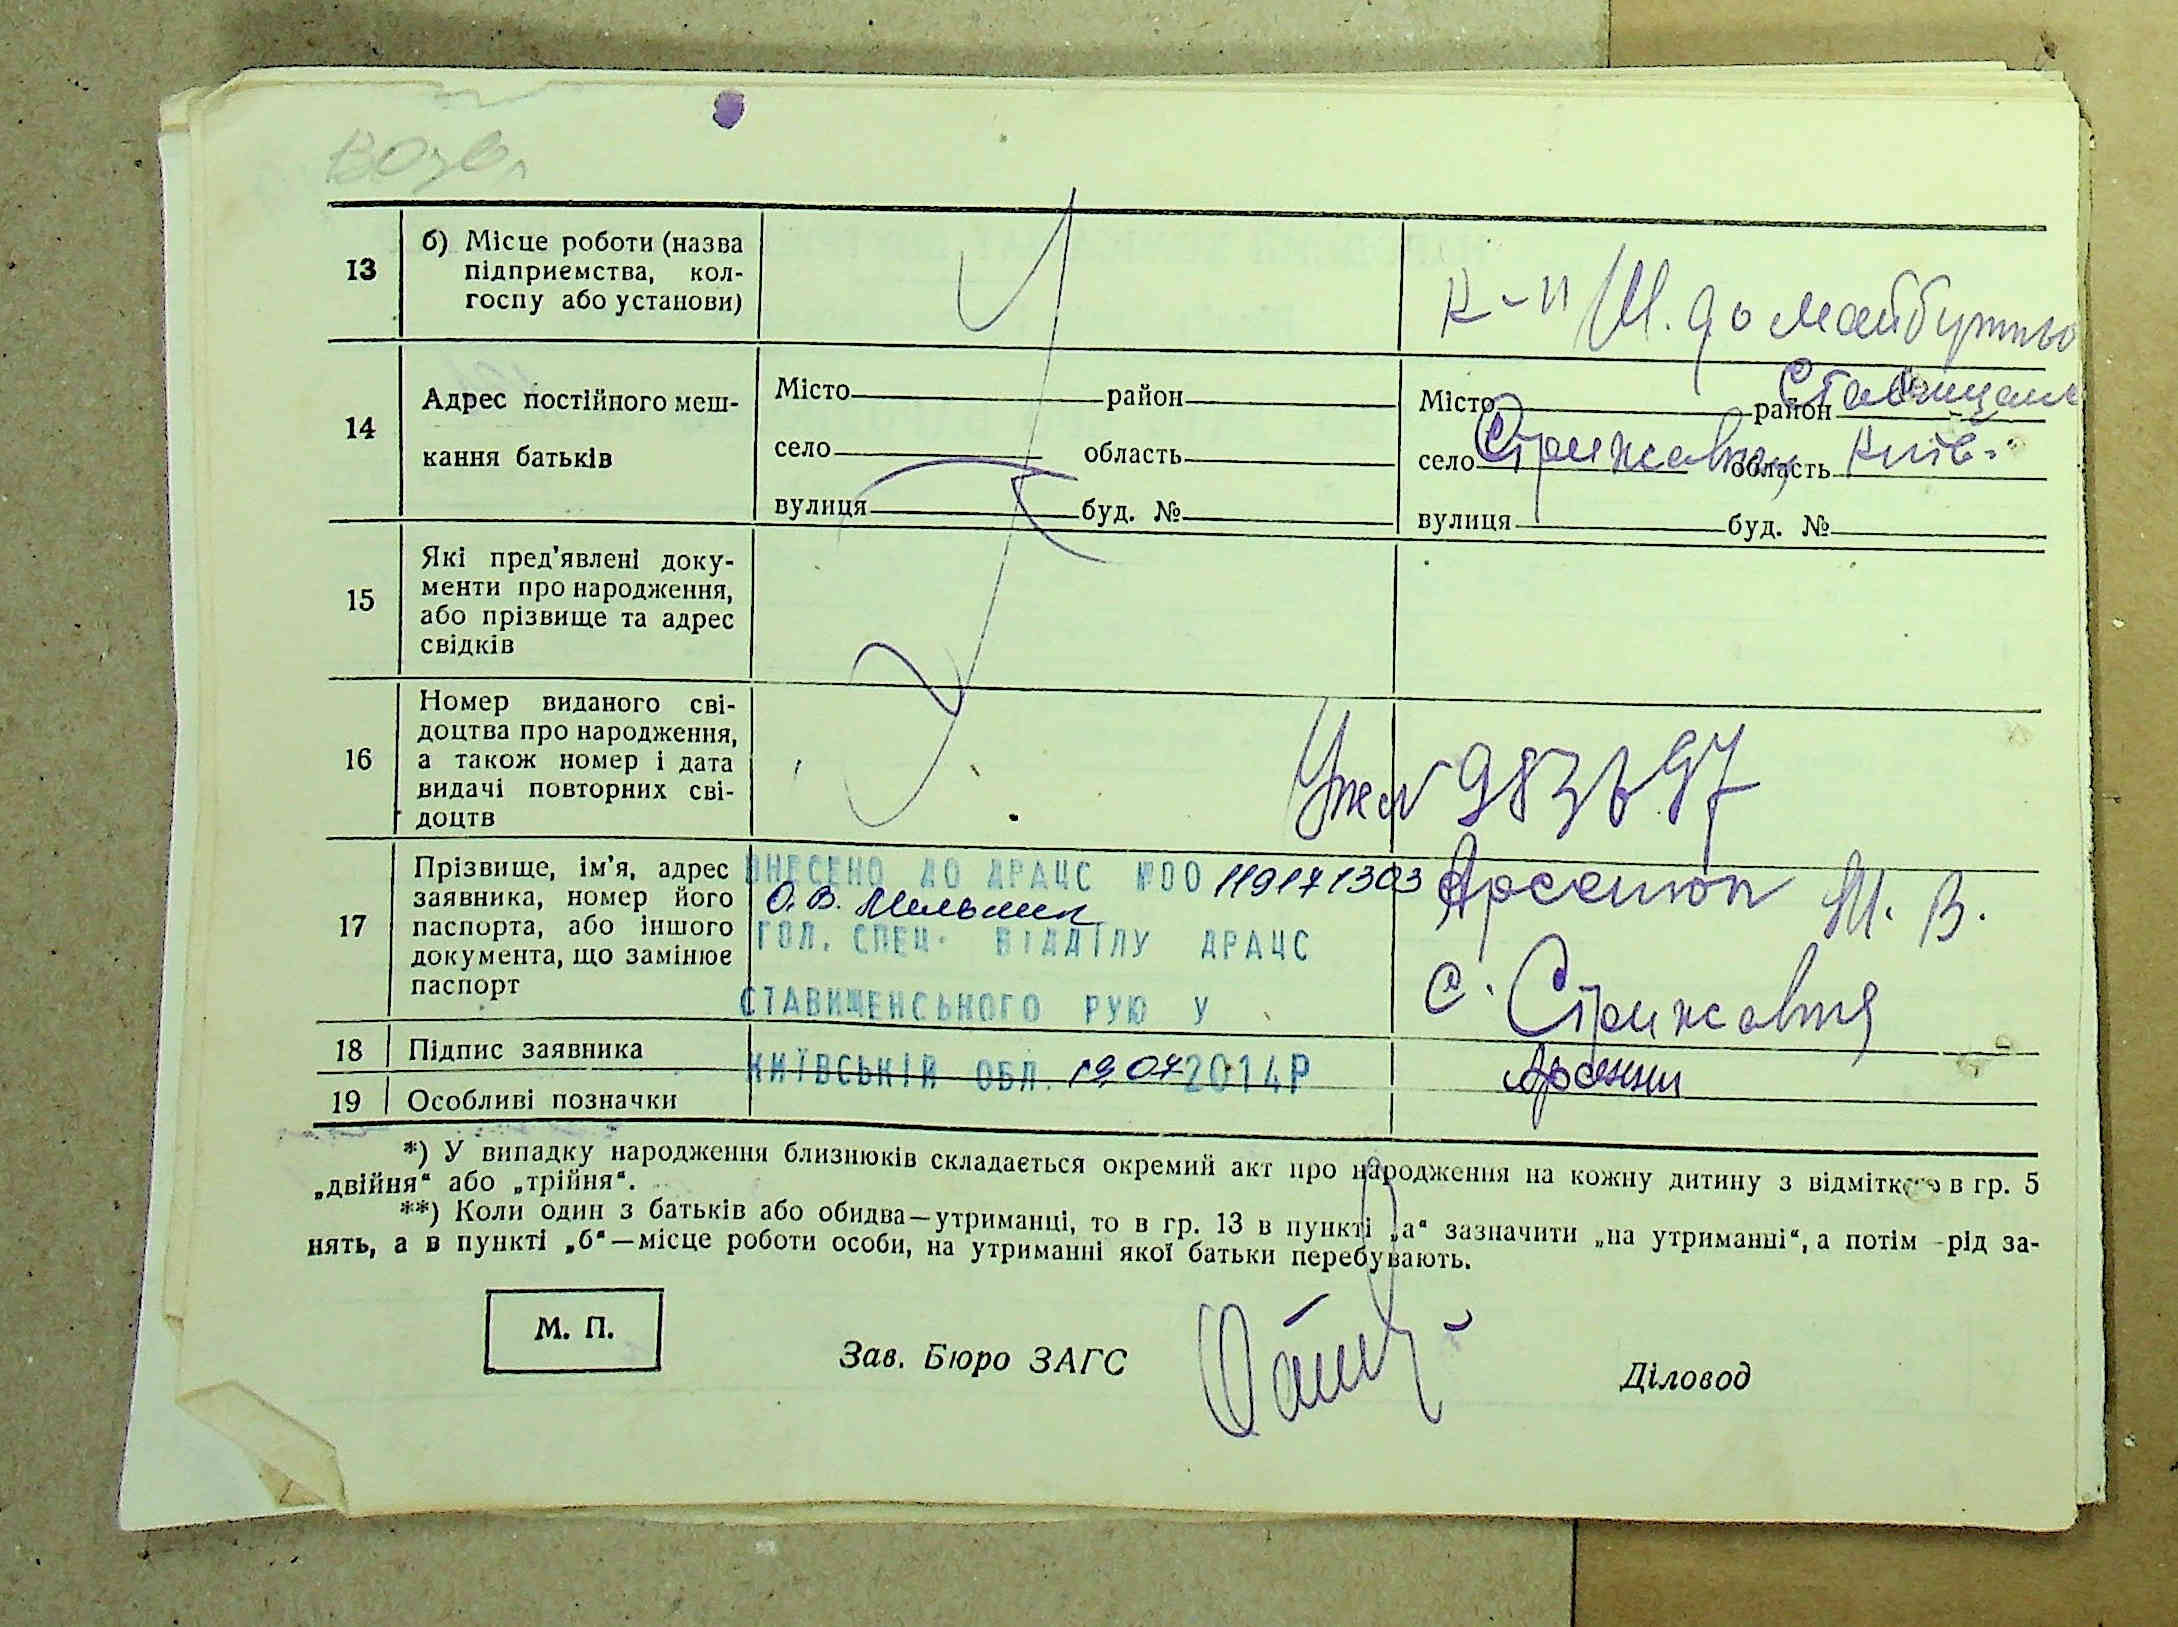 13
б) Місце роботи (назва
підприємства, кол-
госпу або установи)
к-п Ш. до майбутньо
14
Адрес постійного меш-
кання батьків
Місто район
село область
вулиця буд. №
Місто район Ставищан
село Стрижавка область Київ.
вулиця буд. №
15
Які пред'явлені доку-
менти про народження,
або прізвище та адрес
свідків
16
Номер виданого сві-
доцтва про народження,
а також номер і дата
видачі повторних сві-
доцтв
№ 983697
17
Прізвище, ім'я, адрес
заявника, номер його
паспорта, або іншого
документа, що замінює
паспорт
ВНЕСЕНО ДО ДРАЦС №00 119171303
О.В. Мельник
ГОЛ. СПЕЦ. ВІДДІЛУ ДРАЦС
СТАВИЩЕНСЬКОГО РУЮ У
КИЇВСЬКІЙ ОБЛ. 19.07 2014Р
Арсенюк М. В.
с. Стрижавка
18 Підпис заявника
19 Особливі позначки
*) У випадку народження близнюків складається окремий акт про народження на кожну дитину з відміткою в гр. 5
„двійня“ або „трійня“.
**) Коли один з батьків або обидва—утриманці, то в гр. 13 в пункті „а“ зазначити „на утриманні“, а потім -рід за-
нять, а в пункті „б“—місце роботи особи, на утриманні якої батьки перебувають.
М. П.
Зав. Бюро ЗАГС
Діловод